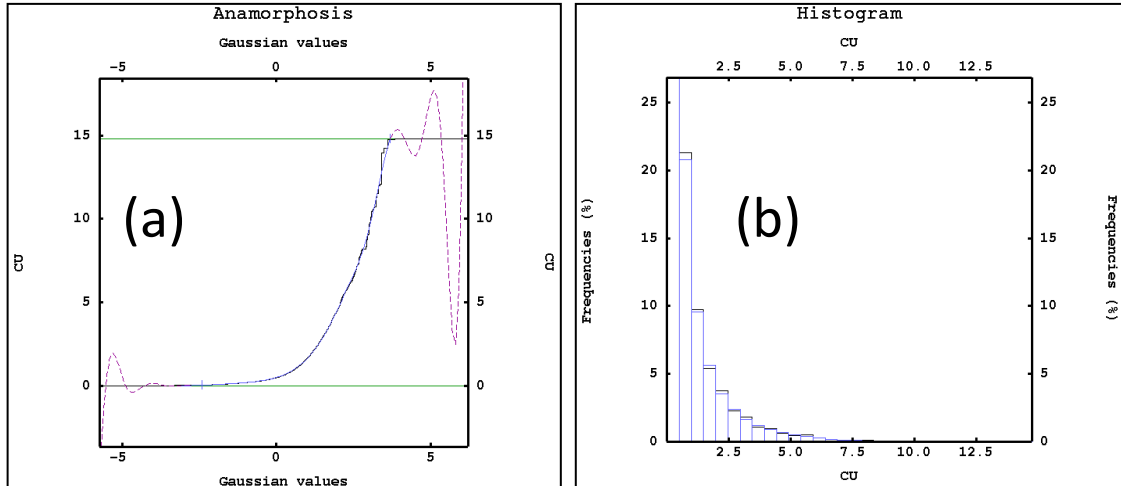 Anamorphosis
Gaussian values
-5 0 5
15 15
(a)
10 10
CU CU
5 5
0 0
-5 0 5
Gaussian values
Histogram
CU
2.5 5.0 7.5 10.0 12.5
25 25
20 20
(b)
Frequencies (%) Frequencies (%)
15 15
10 10
5 5
0 0
2.5 5.0 7.5 10.0 12.5
CU